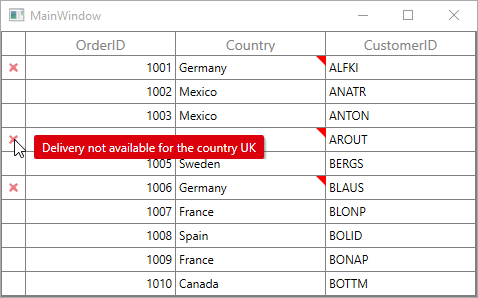 MainWindow
OrderID Country CustomerID
1001 Germany ALFKI
1002 Mexico ANATR
1003 Mexico ANTON
Delivery not available for the country UK AROUT
1005 Sweden BERGS
1006 Germany BLAUS
1007 France BLONP
1008 Spain BOLID
1009 France BONAP
1010 Canada BOTTM